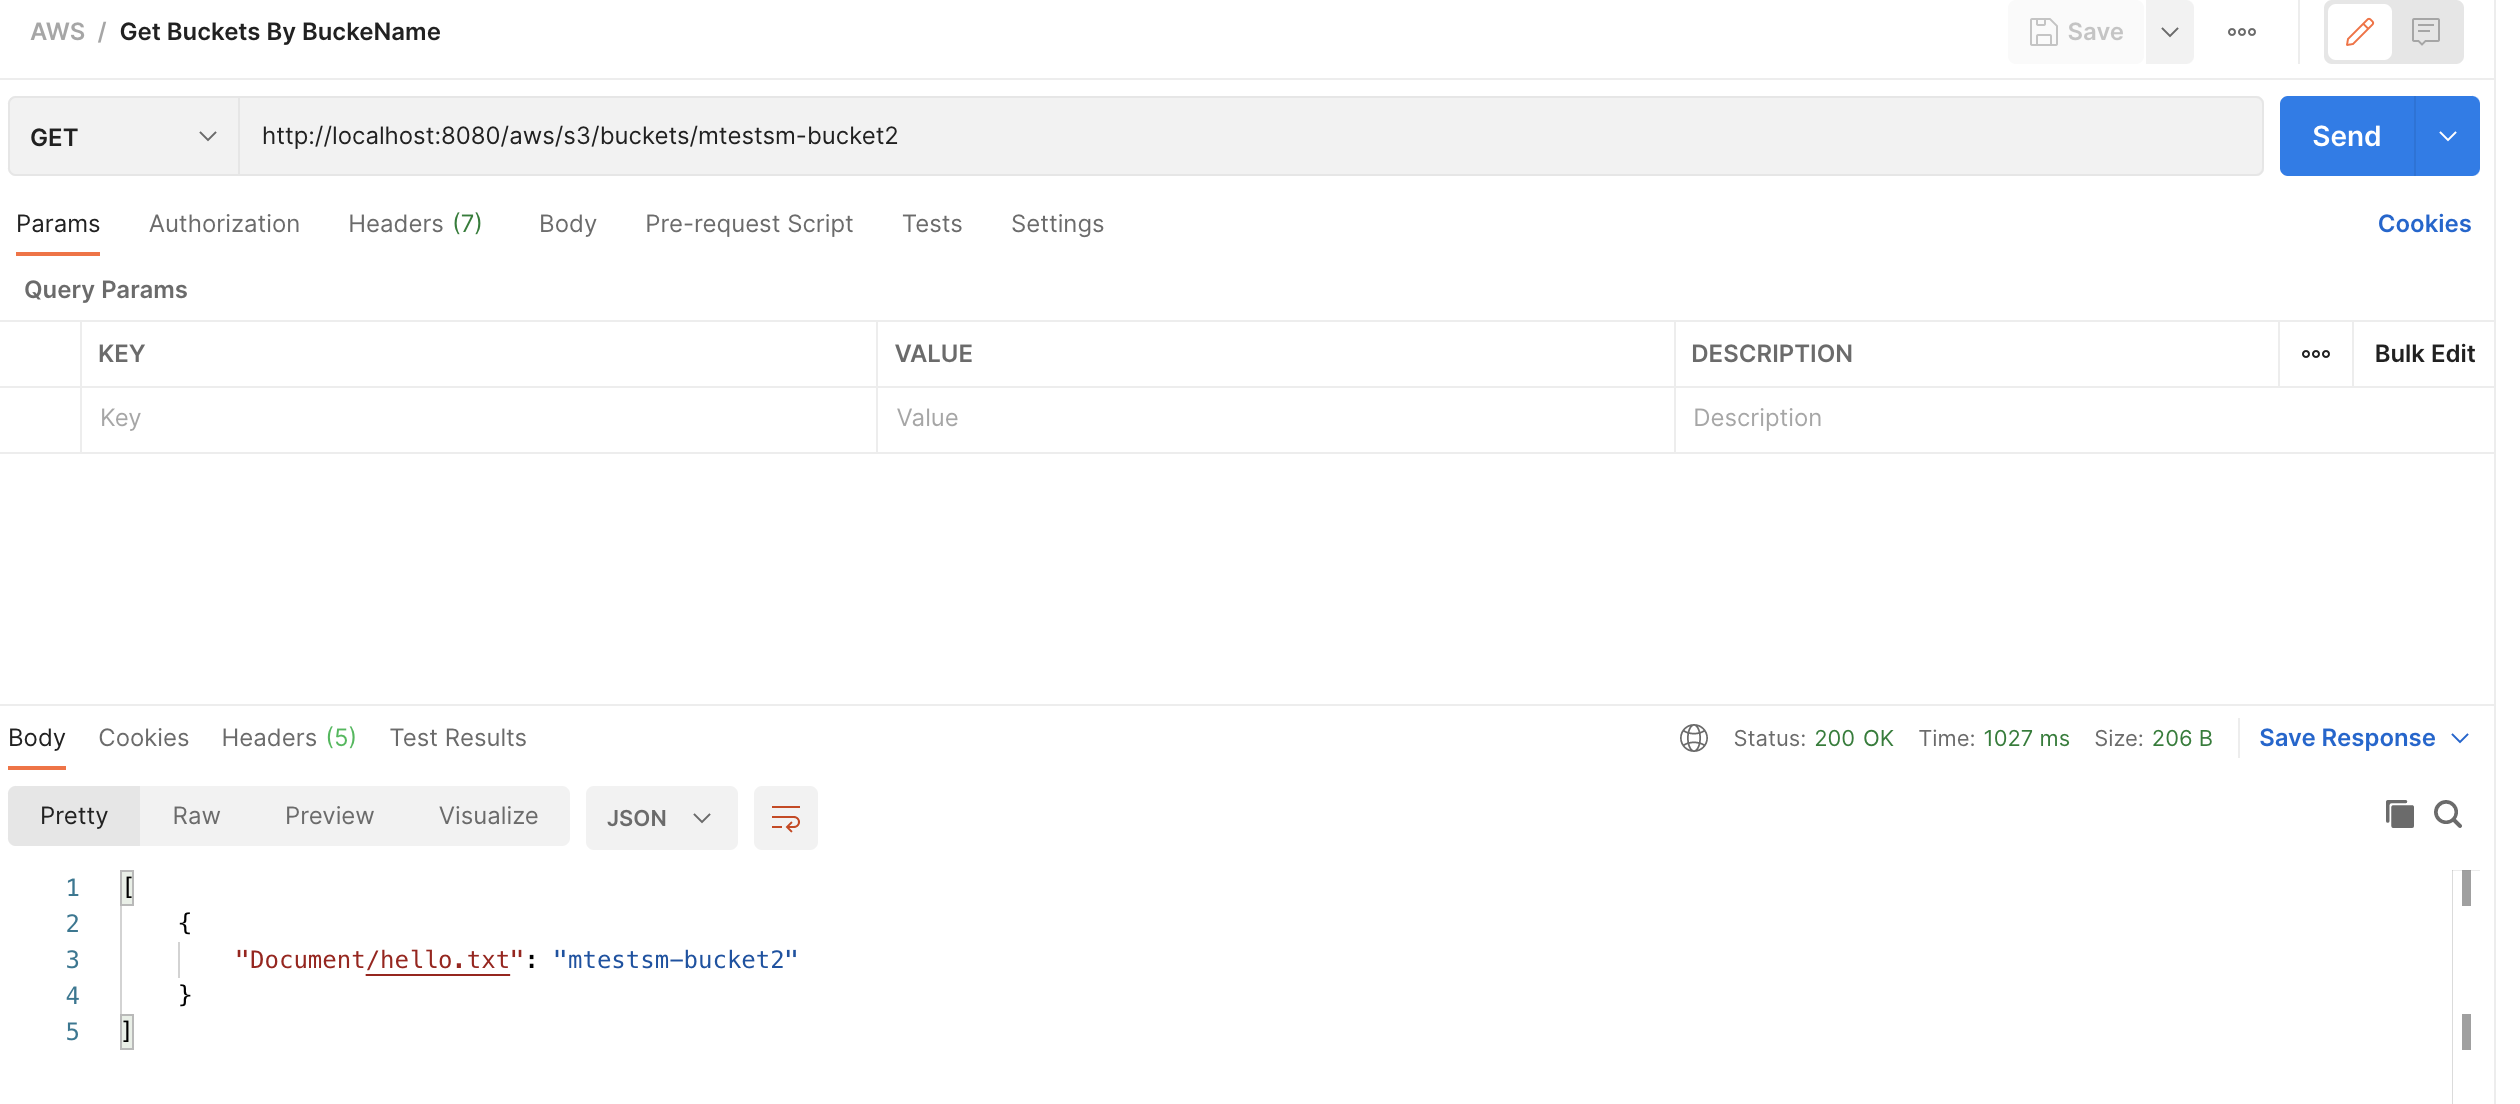 AWS / Get Buckets By BuckeName
Save
GET
http://localhost:8080/aws/s3/buckets/mtestsm-bucket2
Send
Params Authorization Headers (7) Body Pre-request Script Tests Settings Cookies
Query Params
KEY VALUE DESCRIPTION Bulk Edit
Key Value Description
Body Cookies Headers (5) Test Results Status: 200 OK Time: 1027 ms Size: 206 B Save Response
Pretty Raw Preview Visualize JSON
1 [
2 {
3 "Document/hello.txt": "mtestsm-bucket2"
4 }
5 ]